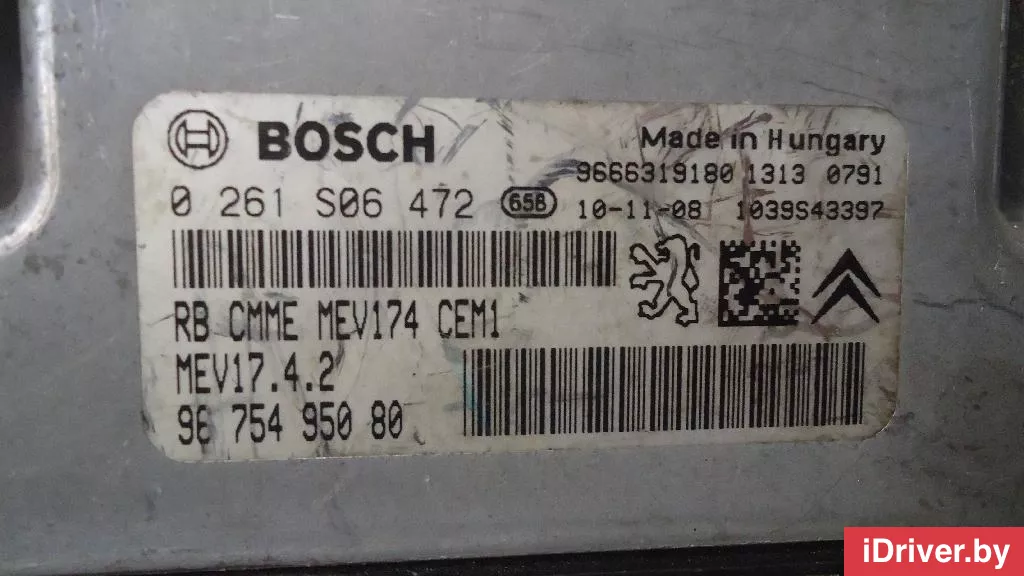 BOSCH
Made in Hungary
9666319180 1313 0791
0 261 S06 472 656 10-11-08 1039S43397
RB CMME MEV174 CEM1
MEV17.4.2
96 754 950 80
iDriver.by